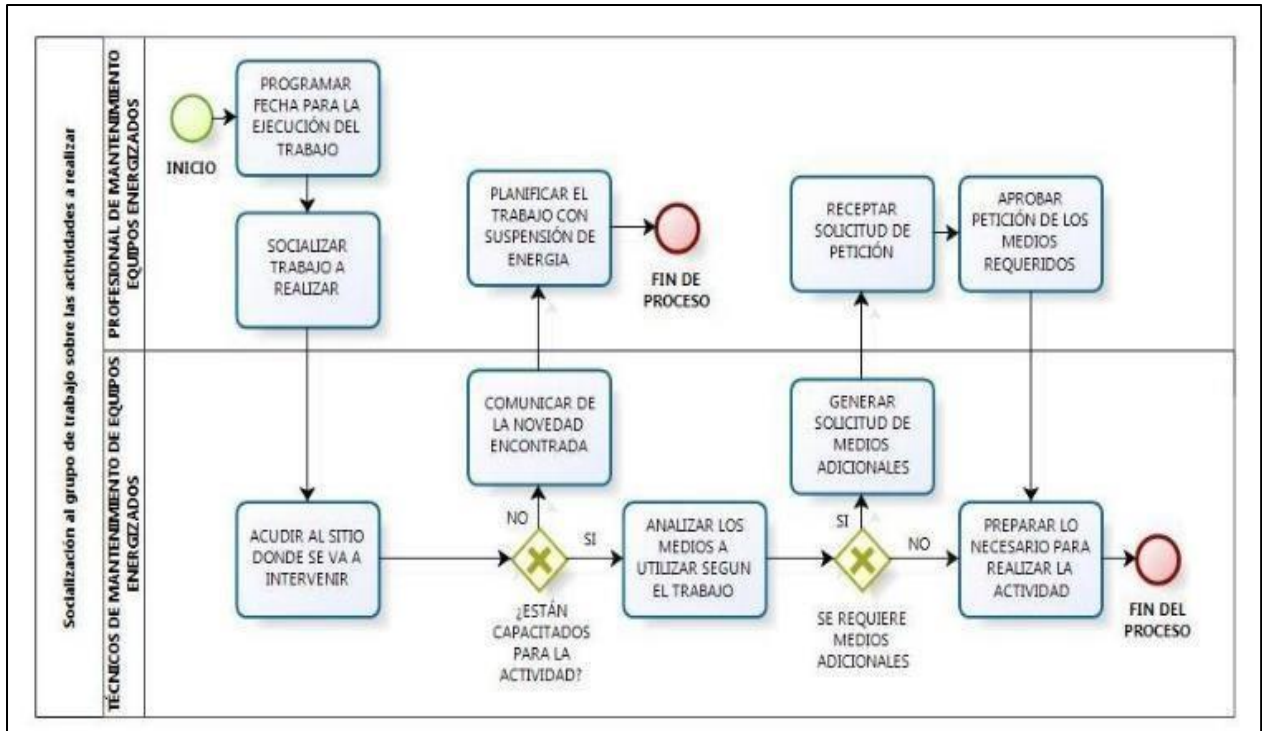 Socialización al grupo de trabajo sobre las actividades a realizar
PROFESIONAL DE MANTENIMIENTO
EQUIPOS ENERGIZADOS
INICIO
PROGRAMAR
FECHA PARA LA
EJECUCIÓN DEL
TRABAJO
SOCIALIZAR
TRABAJO A
REALIZAR
PLANIFICAR EL
TRABAJO CON
SUSPENSIÓN DE
ENERGIA
FIN DE
PROCESO
RECEPTAR
SOLICITUD DE
PETICIÓN
APROBAR
PETICIÓN DE LOS
MEDIOS
REQUERIDOS
TÉCNICOS DE MANTENIMIENTO DE EQUIPOS
ENERGIZADOS
ACUDIR AL SITIO
DONDE SE VA A
INTERVENIR
COMUNICAR DE
LA NOVEDAD
ENCONTRADA
NO
SI
¿ESTÁN
CAPACITADOS
PARA LA
ACTIVIDAD?
ANALIZAR LOS
MEDIOS A
UTILIZAR SEGUN
EL TRABAJO
GENERAR
SOLICITUD DE
MEDIOS
ADICIONALES
SI
NO
SE REQUIERE
MEDIOS
ADICIONALES
PREPARAR LO
NECESARIO PARA
REALIZAR LA
ACTIVIDAD
FIN DEL
PROCESO